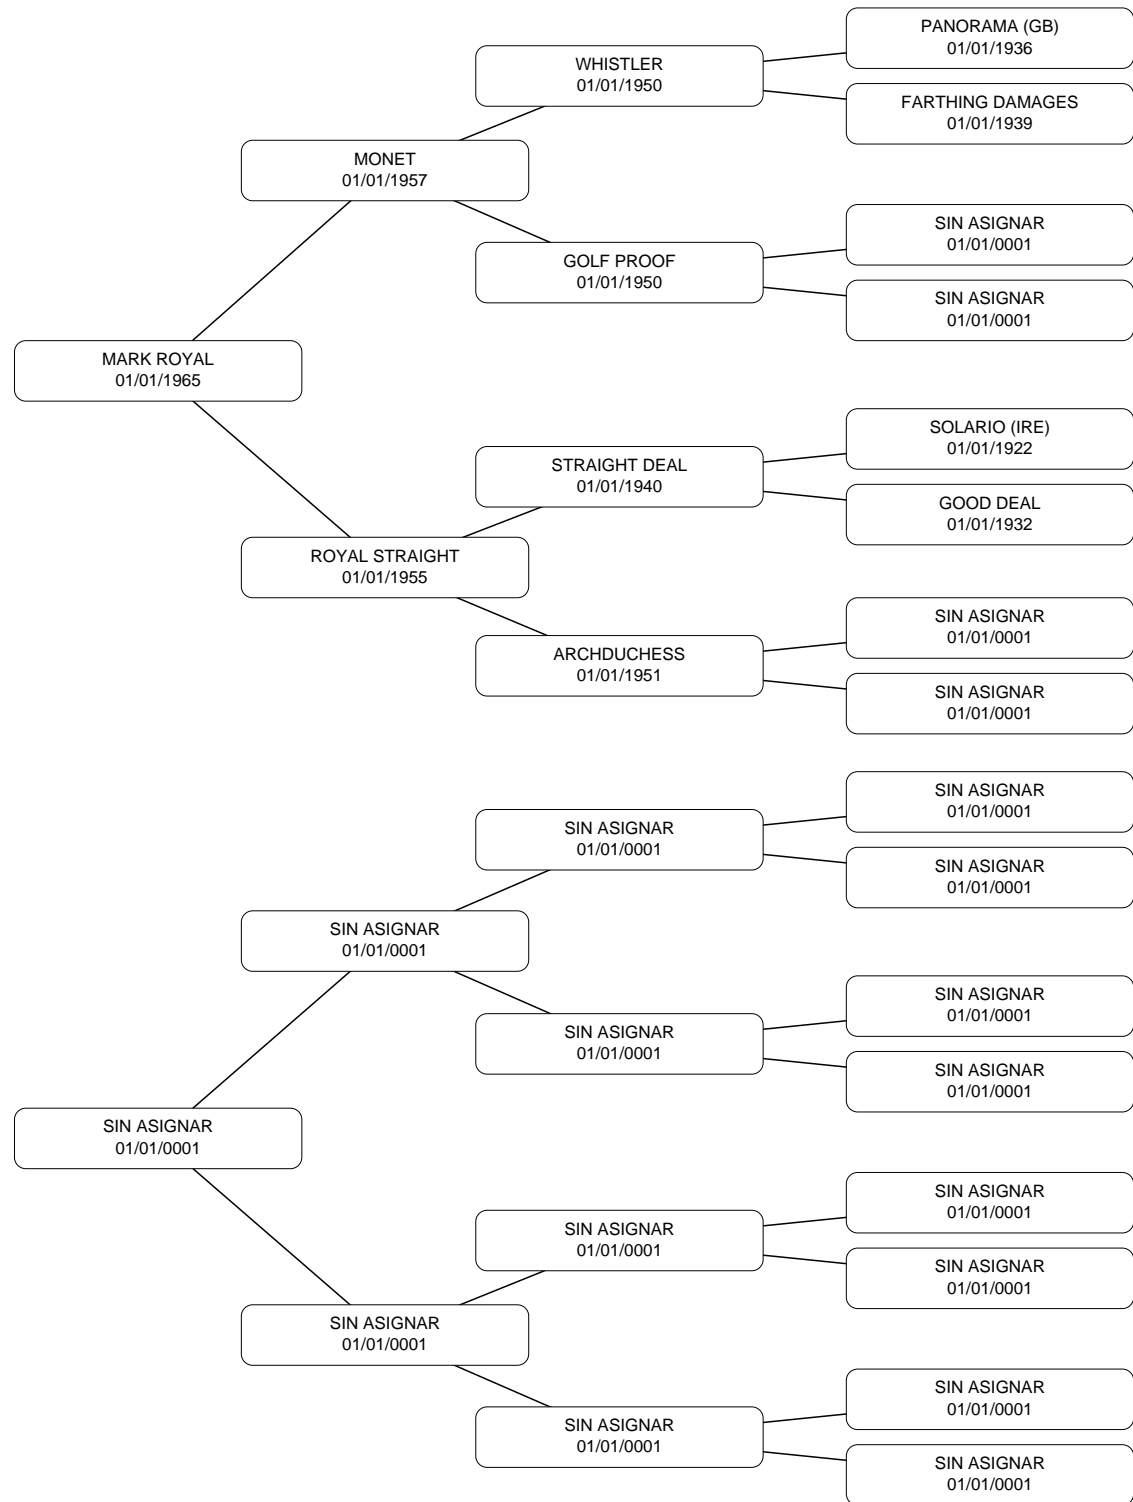 PANORAMA (GB)
01/01/1936
WHISTLER
01/01/1950
FARTHING DAMAGES
01/01/1939
MONET
01/01/1957
SIN ASIGNAR
01/01/0001
GOLF PROOF
01/01/1950
SIN ASIGNAR
01/01/0001
MARK ROYAL
01/01/1965
SOLARIO (IRE)
01/01/1922
STRAIGHT DEAL
01/01/1940
GOOD DEAL
01/01/1932
ROYAL STRAIGHT
01/01/1955
SIN ASIGNAR
01/01/0001
ARCHDUCHESS
01/01/1951
SIN ASIGNAR
01/01/0001
SIN ASIGNAR
01/01/0001
SIN ASIGNAR
01/01/0001
SIN ASIGNAR
01/01/0001
SIN ASIGNAR
01/01/0001
SIN ASIGNAR
01/01/0001
SIN ASIGNAR
01/01/0001
SIN ASIGNAR
01/01/0001
SIN ASIGNAR
01/01/0001
SIN ASIGNAR
01/01/0001
SIN ASIGNAR
01/01/0001
SIN ASIGNAR
01/01/0001
SIN ASIGNAR
01/01/0001
SIN ASIGNAR
01/01/0001
SIN ASIGNAR
01/01/0001
SIN ASIGNAR
01/01/0001